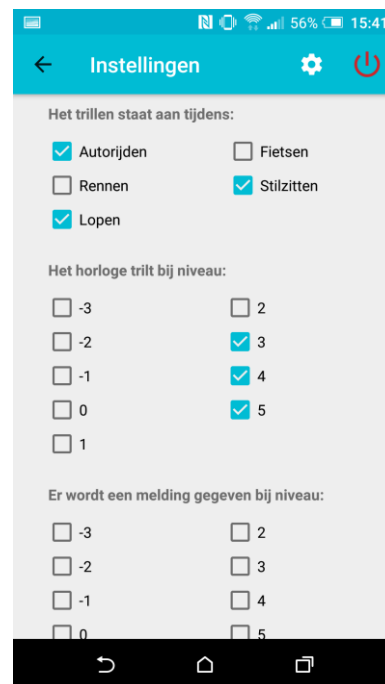 56% 15:41
Instellingen
Het trillen staat aan tijdens:
Autorijden Fietsen
Rennen Stilzitten
Lopen
Het horloge trilt bij niveau:
-3 2
-2 3
-1 4
0 5
1
Er wordt een melding gegeven bij niveau:
-3 2
-2 3
-1 4
0 5